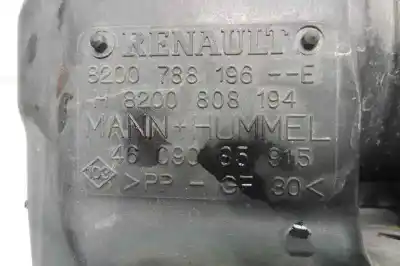 RENAULT
8200 788 196 --E
H 8200 808 194
MANN+HUMMEL
46 090 65 915
>PP - GF 30<